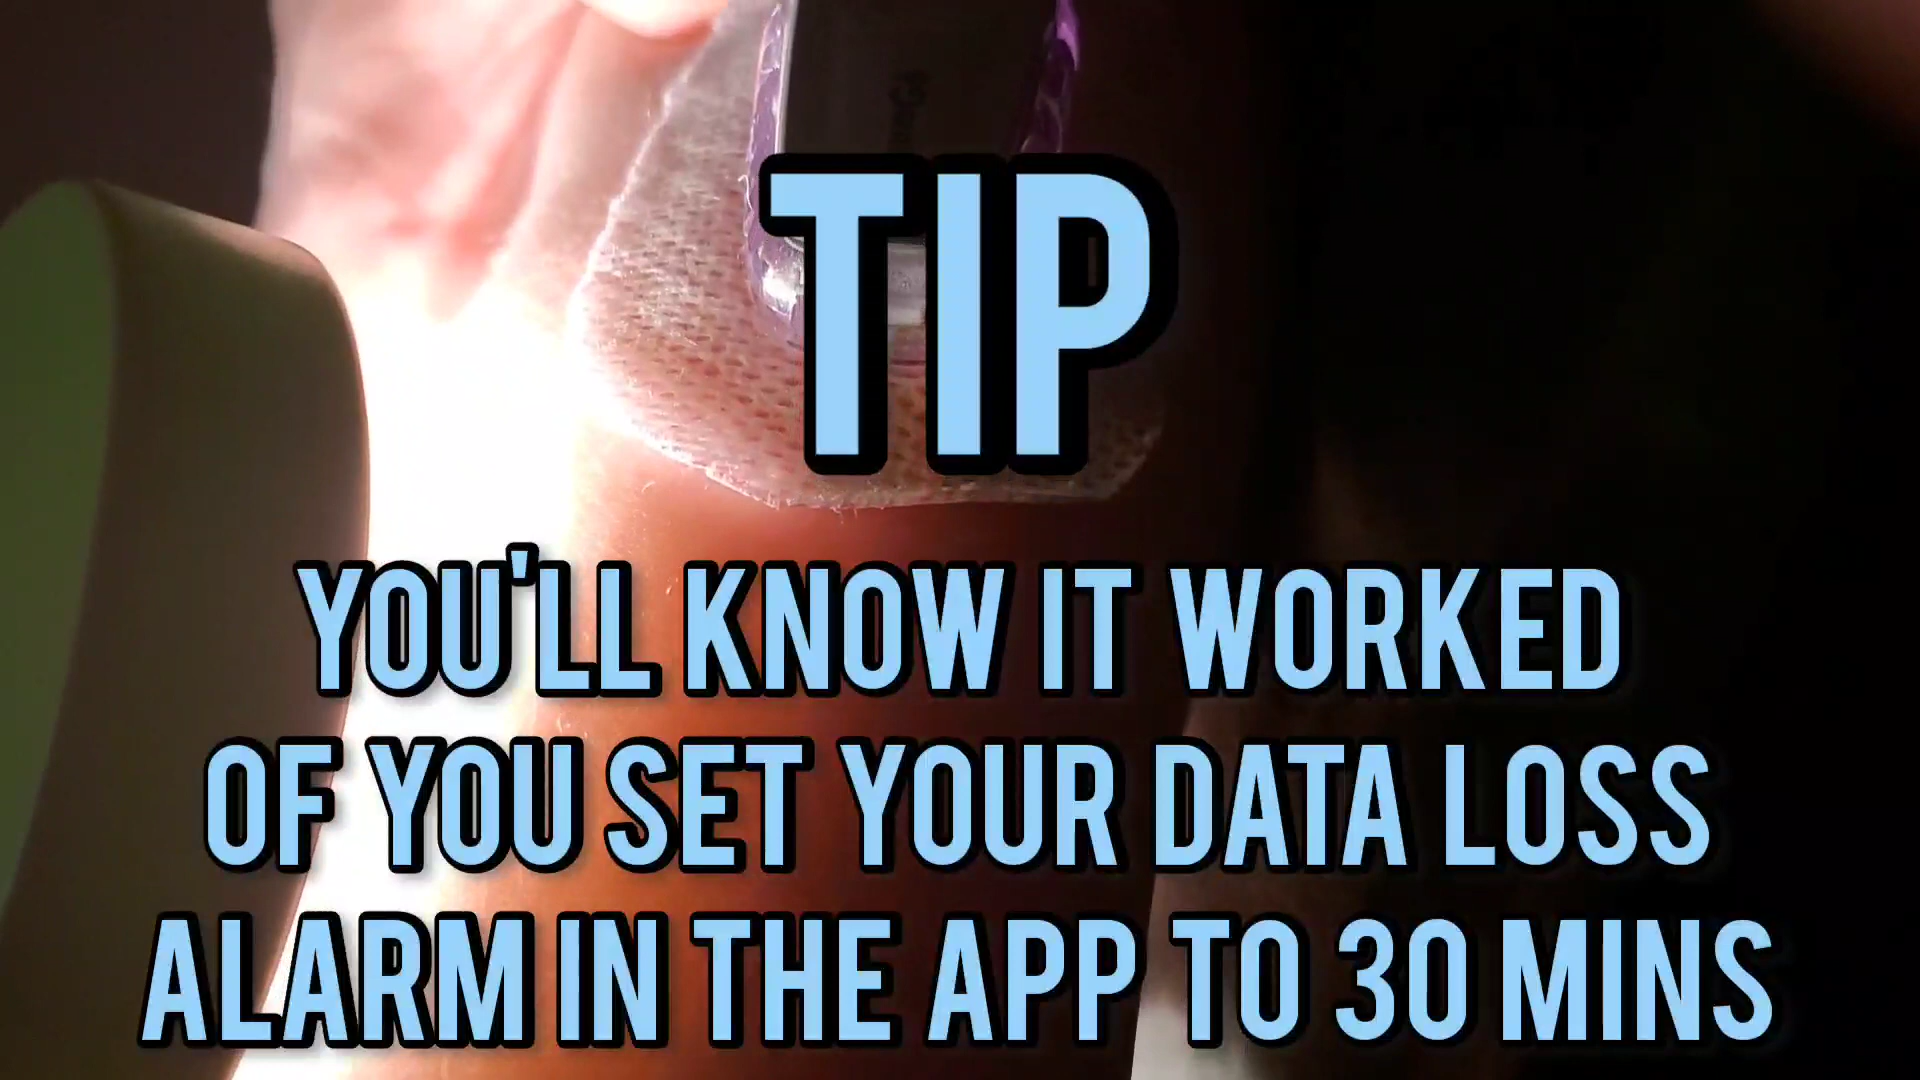 TIP
YOU'LL KNOW IT WORKED
OF YOU SET YOUR DATA LOSS
ALARM IN THE APP TO 30 MINS